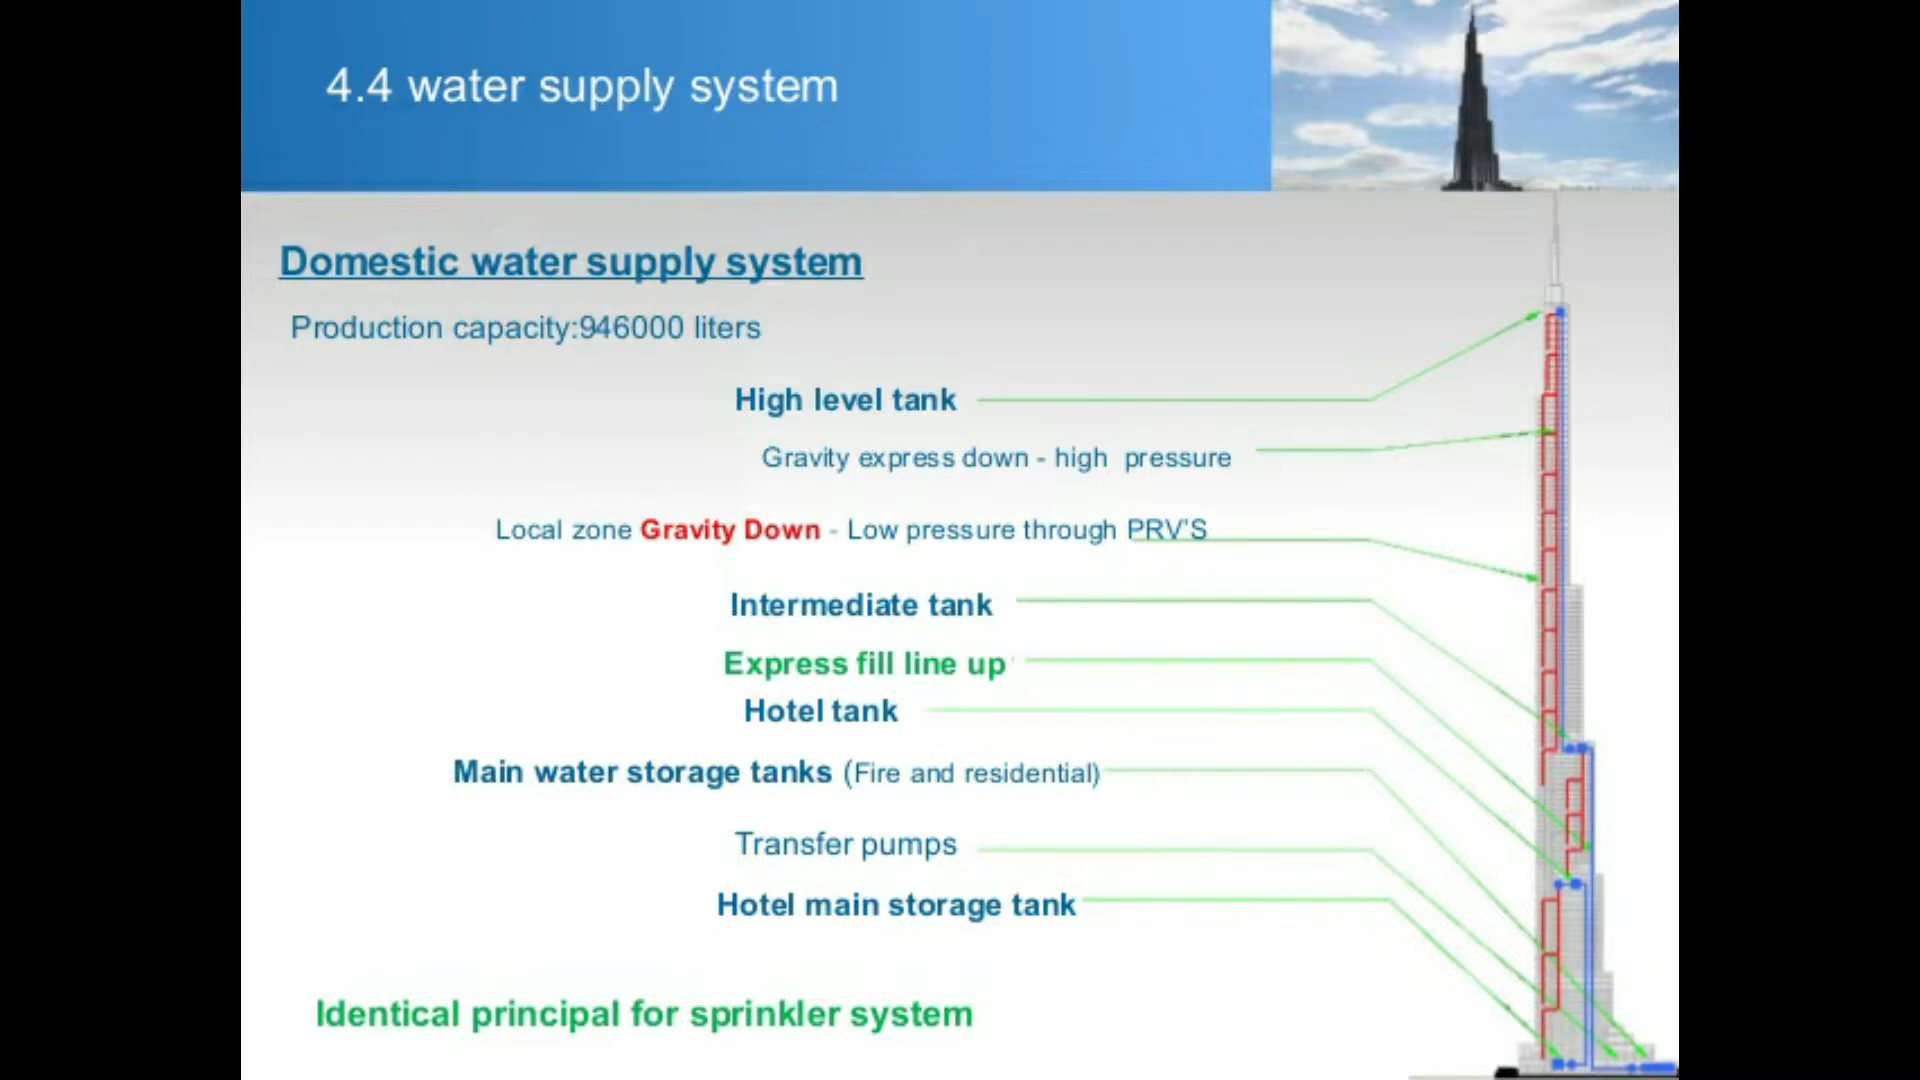 4.4 water supply system
Domestic water supply system
Production capacity:946000 liters
High level tank
Gravity express down - high pressure
Local zone Gravity Down - Low pressure through PRV'S
Intermediate tank
Express fill line up
Hotel tank
Main water storage tanks (Fire and residential)
Transfer pumps
Hotel main storage tank
Identical principal for sprinkler system